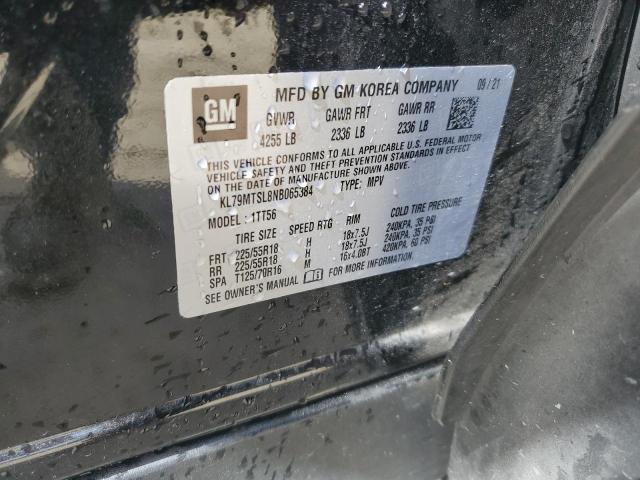 GM
MFD BY GM KOREA COMPANY 09 / 21
GVWR GAWR FRT GAWR RR
4255 LB 2336 LB 2336 LB
THIS VEHICLE CONFORMS TO ALL APPLICABLE U.S. FEDERAL MOTOR
VEHICLE SAFETY AND THEFT PREVENTION STANDARDS IN EFFECT
ON THE DATE OF MANUFACTURE SHOWN ABOVE.
KL79MTSL8NB065384 TYPE: MPV
MODEL: 1TT56
TIRE SIZE SPEED RTG RIM COLD TIRE PRESSURE
FRT 225/55R18 H 18x7.5J 240KPA, 35 PSI
RR 225/55R18 H 18x7.5J 240KPA, 35 PSI
SPA T125/70R16 M 16x4.0BT 420KPA, 60 PSI
SEE OWNER'S MANUAL FOR MORE INFORMATION.